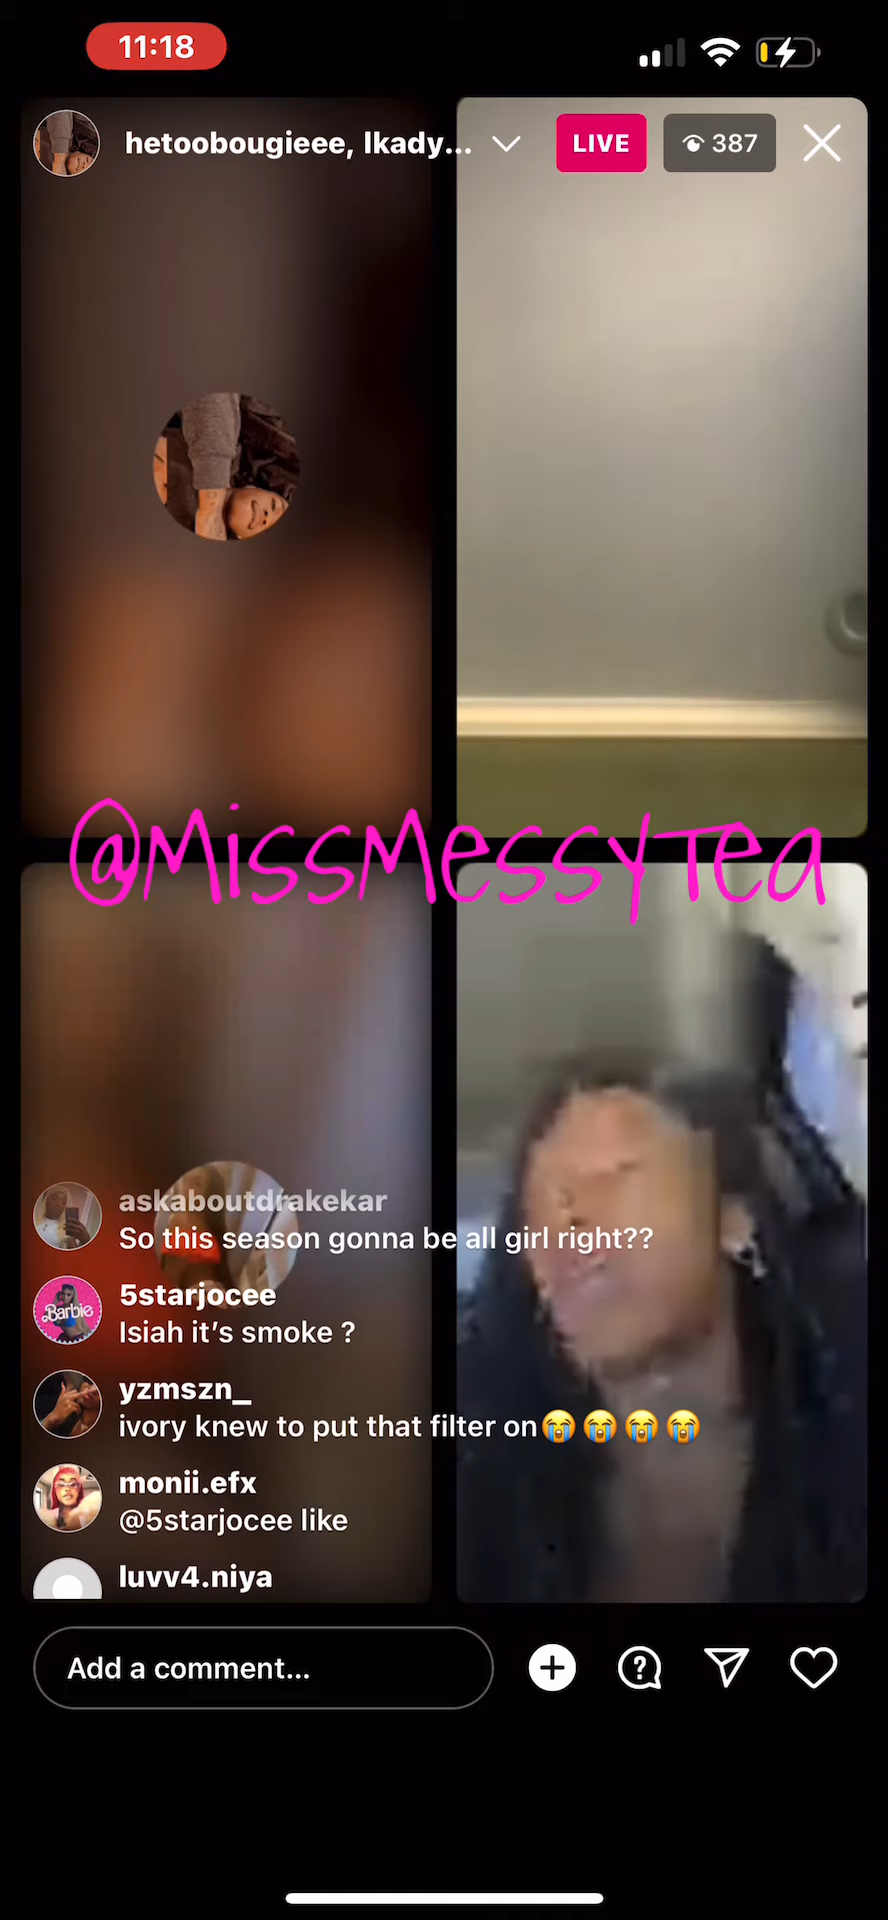 11:18
hetoobougieee, lkady...
LIVE
387
@MissMessyTea
askaboutdrakekar
So this season gonna be all girl right??
5starjocee
Isiah it's smoke ?
Barbie
yzmszn_
ivory knew to put that filter on😭😭😭😭
monii.efx
@5starjocee like
luvv4.niya
Add a comment...